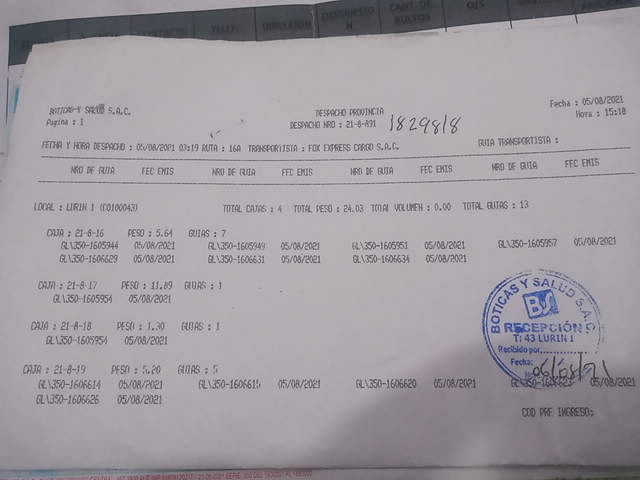 BOTICAS Y SALUD S.A.C.
Pagina : 1
DESPACHO PROVINCIA
DESPACHO NRO : 21-8-A91 1829818
Fecha : 05/08/2021
Hora : 15:18
FECHA Y HORA DESPACHO : 05/08/2021 03:19 RUTA : 16A TRANSPORTISTA : FOX EXPRESS CARGO S.A.C. GUIA TRANSPORTISTA :
NRO DE GUIA FEC EMIS NRO DE GUIA FEC EMIS NRO DE GUIA FEC EMIS NRO DE GUIA FEC EMIS
LOCAL : LURIN 1 (C0100043) TOTAL CAJAS : 4 TOTAL PESO : 24.03 TOTAL VOLUMEN : 0.00 TOTAL GUIAS : 13
CAJA : 21-8-16 PESO : 5.64 GUIAS : 7
GL\350-1605944 05/08/2021 GL\350-1605949 05/08/2021 GL\350-1605951 05/08/2021 GL\350-1605957 05/08/2021
GL\350-1606629 05/08/2021 GL\350-1606631 05/08/2021 GL\350-1606634 05/08/2021
CAJA : 21-8-17 PESO : 11.89 GUIAS : 1
GL\350-1605954 05/08/2021
CAJA : 21-8-18 PESO : 1.30 GUIAS : 1
GL\350-1605954 05/08/2021
CAJA : 21-8-19 PESO : 5.20 GUIAS : 5
GL\350-1606614 05/08/2021 GL\350-1606615 05/08/2021 GL\350-1606620 05/08/2021 05/08/2021
GL\350-1606626 05/08/2021
BOTICAS Y SALUD S.A.C.
BS
RECEPCIÓN
T: 43 LURIN 1
Recibido por
Fecha: 06/08/21
COD PRE INGRESO: